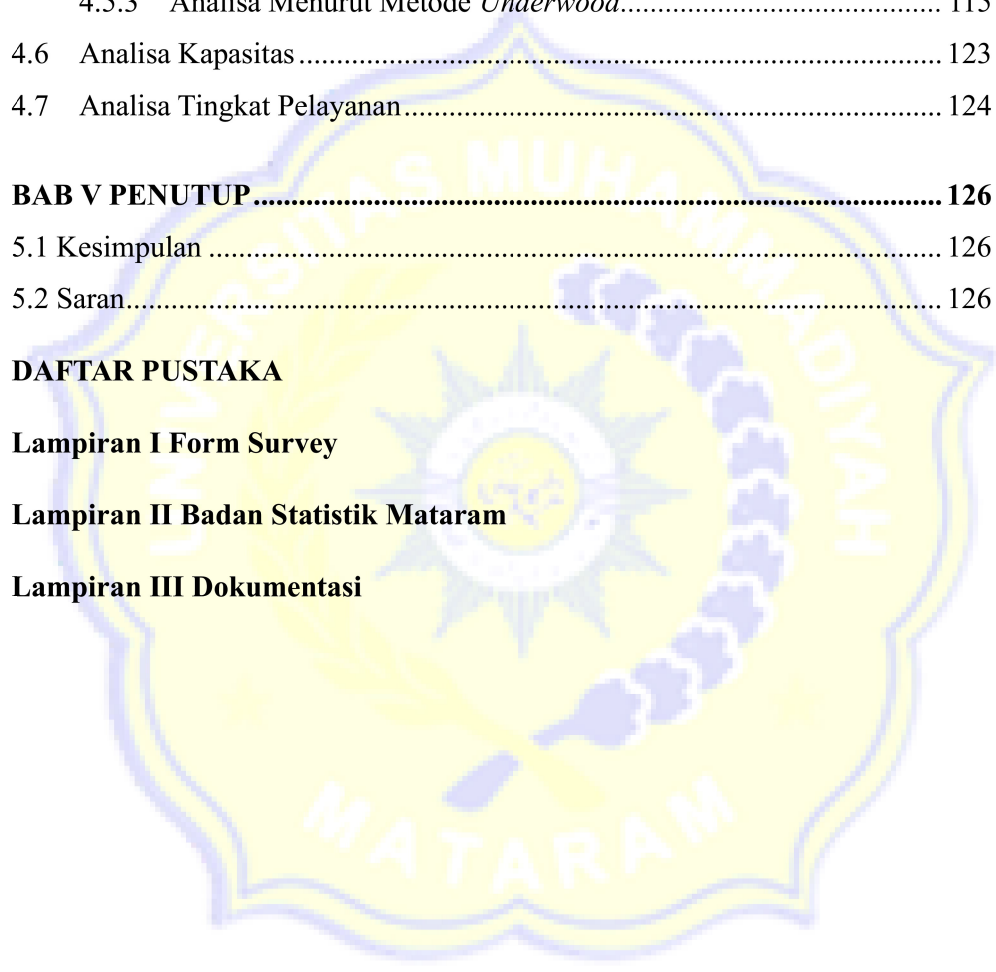 4.5.3 Analisa Menurut Metode Underwood............................................. 115
4.6 Analisa Kapasitas.......................................................................................... 123
4.7 Analisa Tingkat Pelayanan........................................................................... 124
BAB V PENUTUP............................................................................................... 126
5.1 Kesimpulan .................................................................................................... 126
5.2 Saran............................................................................................................... 126
DAFTAR PUSTAKA
Lampiran I Form Survey
Lampiran II Badan Statistik Mataram
Lampiran III Dokumentasi
UNIVERSITAS MUHAMMADIYAH
MATARAM